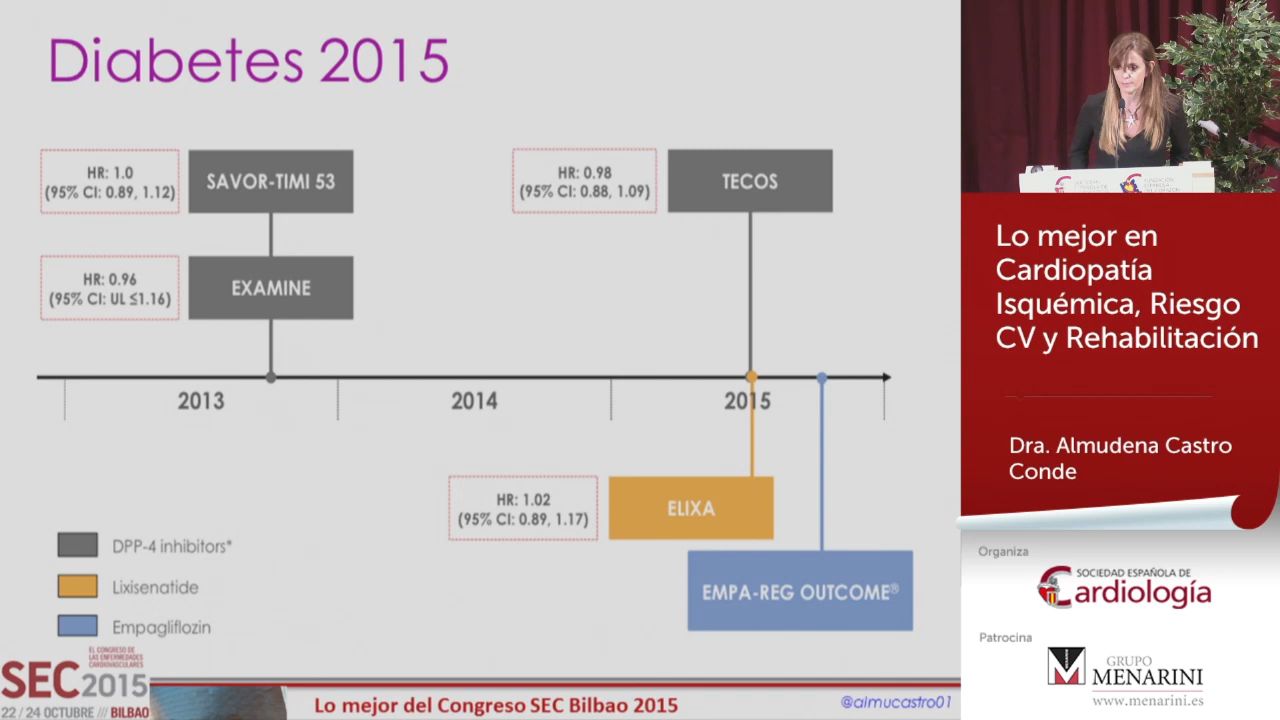 Diabetes 2015
HR: 1.0
(95% CI: 0.89, 1.12)
SAVOR-TIMI 53
HR: 0.98
(95% CI: 0.88, 1.09)
TECOS
HR: 0.96
(95% CI: UL ≤1.16)
EXAMINE
2013
2014
2015
HR: 1.02
(95% CI: 0.89, 1.17)
ELIXA
EMPA-REG OUTCOME®
DPP-4 inhibitors*
Lixisenatide
Empagliflozin
SEC2015
EL CONGRESO DE
LAS ENFERMEDADES
CARDIOVASCULARES
22 / 24 OCTUBRE /// BILBAO
Lo mejor del Congreso SEC Bilbao 2015
@almucastro01
Lo mejor en
Cardiopatía
Isquémica, Riesgo
CV y Rehabilitación
Dra. Almudena Castro
Conde
Organiza
SOCIEDAD ESPAÑOLA DE
Cardiología
Patrocina
GRUPO
MENARINI
www.menarini.es